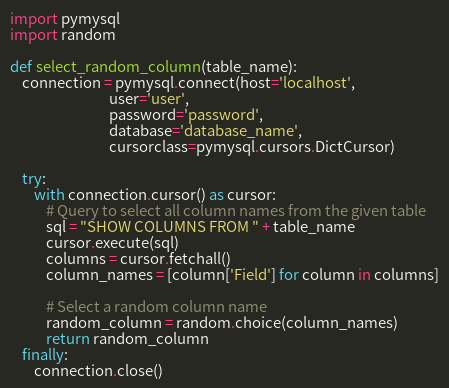 import pymysql
import random

def select_random_column(table_name):
    connection = pymysql.connect(host='localhost',
                                 user='user',
                                 password='password',
                                 database='database_name',
                                 cursorclass=pymysql.cursors.DictCursor)

    try:
        with connection.cursor() as cursor:
            # Query to select all column names from the given table
            sql = "SHOW COLUMNS FROM " + table_name
            cursor.execute(sql)
            columns = cursor.fetchall()
            column_names = [column['Field'] for column in columns]

            # Select a random column name
            random_column = random.choice(column_names)
            return random_column
    finally:
        connection.close()